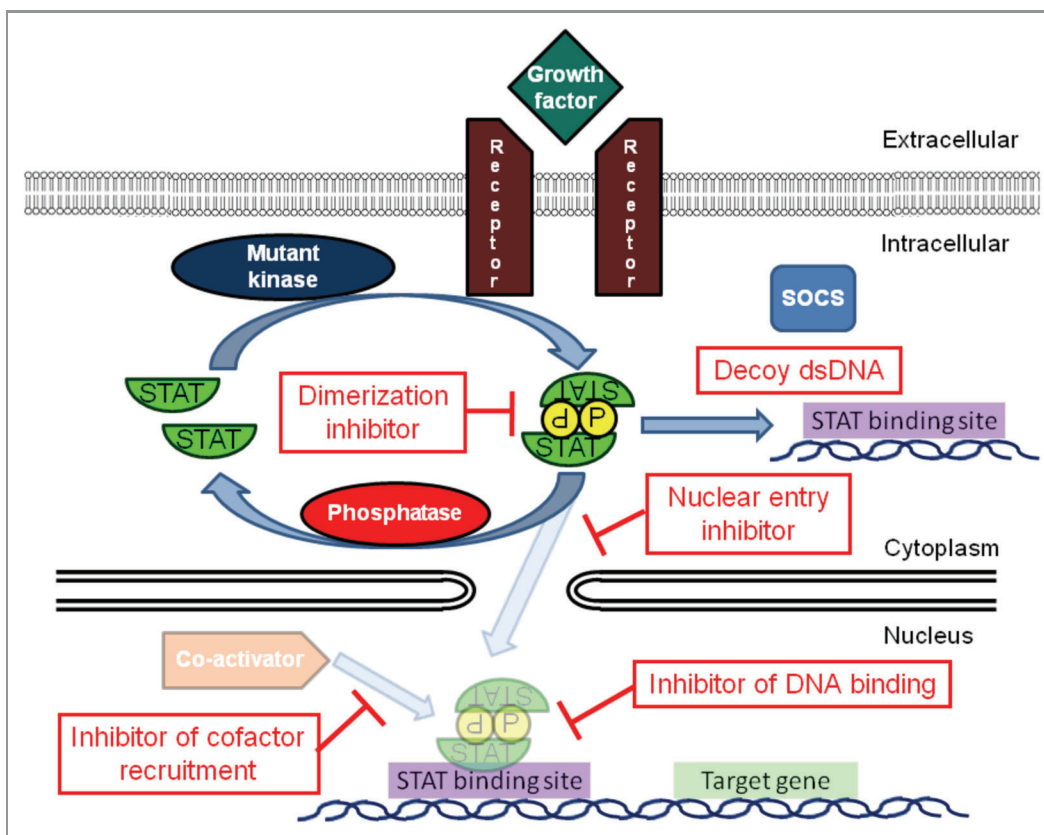 Growth
factor
Receptor
Receptor
Extracellular
Intracellular
Mutant
kinase
SOCS
Decoy dsDNA
STAT
STAT
Dimerization
inhibitor
STAT
P P
STAT
STAT binding site
Phosphatase
Nuclear entry
inhibitor
Cytoplasm
Nucleus
Co-activator
Inhibitor of DNA binding
STAT
P P
STAT
Inhibitor of cofactor
recruitment
STAT binding site
Target gene